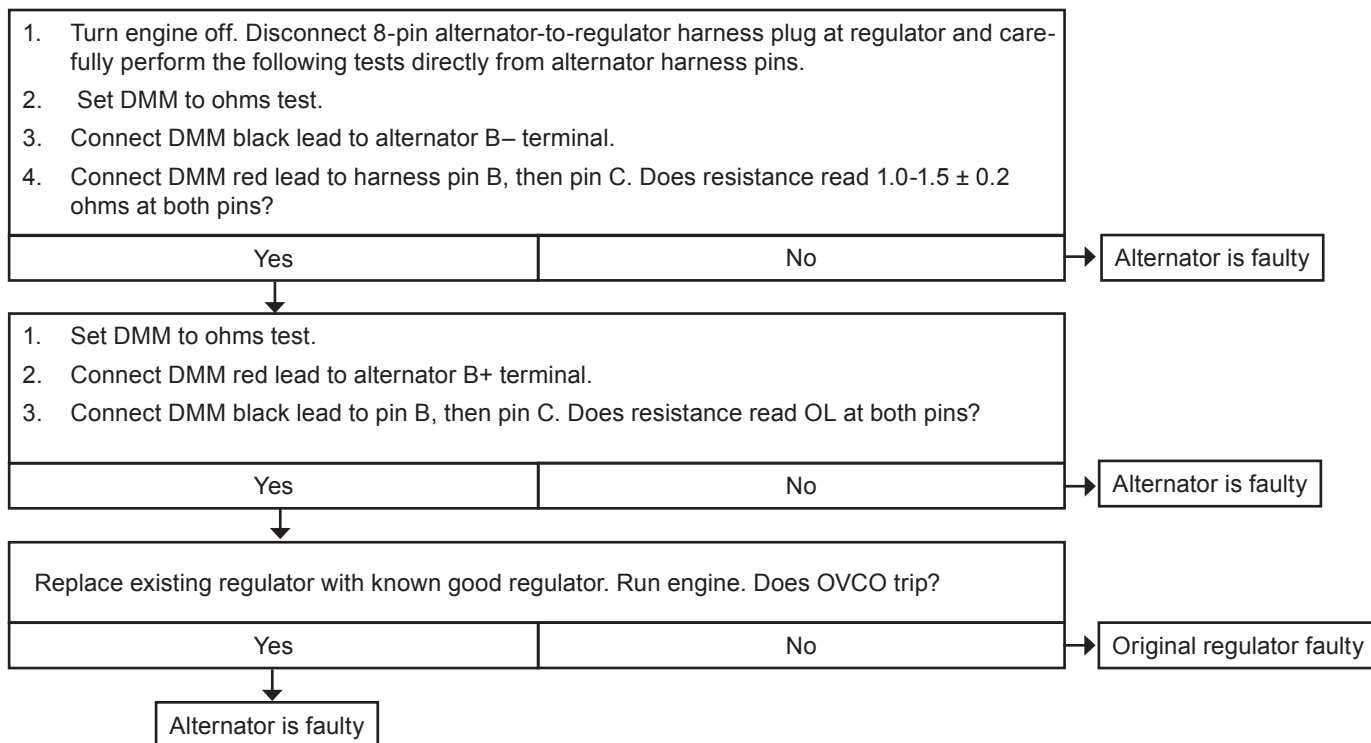 1. Turn engine off. Disconnect 8-pin alternator-to-regulator harness plug at regulator and care-
fully perform the following tests directly from alternator harness pins.
2. Set DMM to ohms test.
3. Connect DMM black lead to alternator B– terminal.
4. Connect DMM red lead to harness pin B, then pin C. Does resistance read 1.0-1.5 ± 0.2
ohms at both pins?
Yes
No
Alternator is faulty
1. Set DMM to ohms test.
2. Connect DMM red lead to alternator B+ terminal.
3. Connect DMM black lead to pin B, then pin C. Does resistance read OL at both pins?
Yes
No
Alternator is faulty
Replace existing regulator with known good regulator. Run engine. Does OVCO trip?
Yes
No
Original regulator faulty
Alternator is faulty